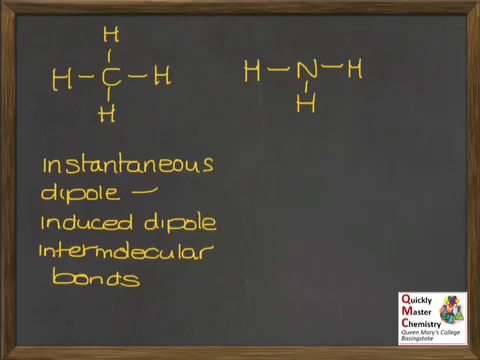 H
H - C - H
H
H - N - H
H
instantaneous
dipole -
induced dipole
intermolecular
bonds
Quickly
Master
Chemistry
Queen Mary's College
Basingstoke